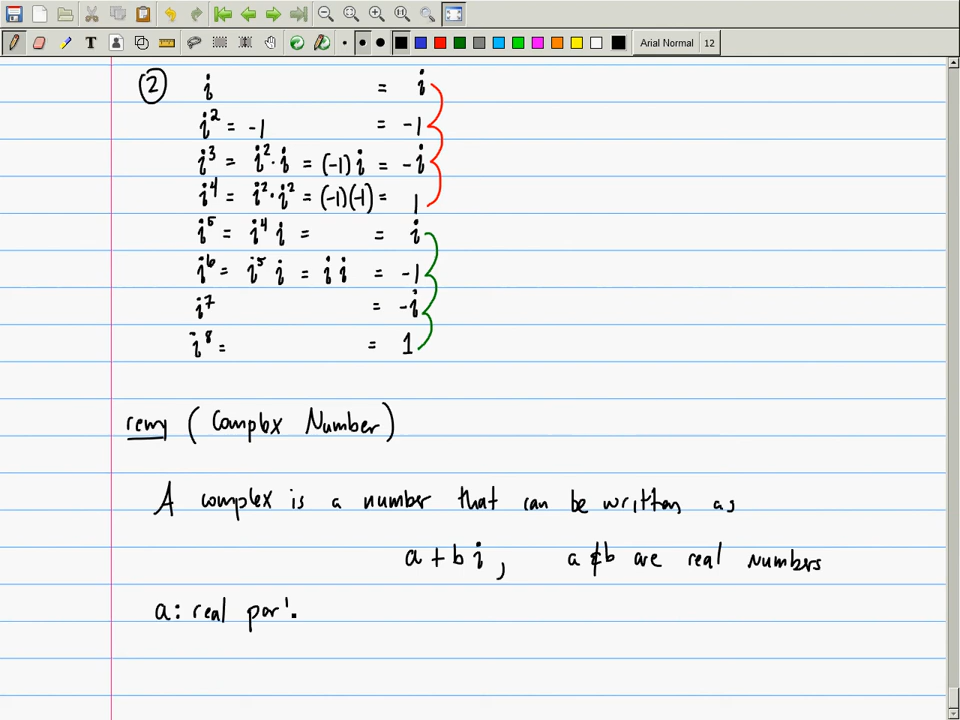 T
Arial Normal 12
② i = i
i² = -1 = -1
i³ = i²·i = (-1)i = -i
i⁴ = i²·i² = (-1)(-1) = 1
i⁵ = i⁴ i = = i
i⁶ = i⁵ i = i i = -1
i⁷ = -i
i⁸ = = 1
(Complex Number)
A complex is a number that can be written as
a + b i, a & b are real numbers
a: real par